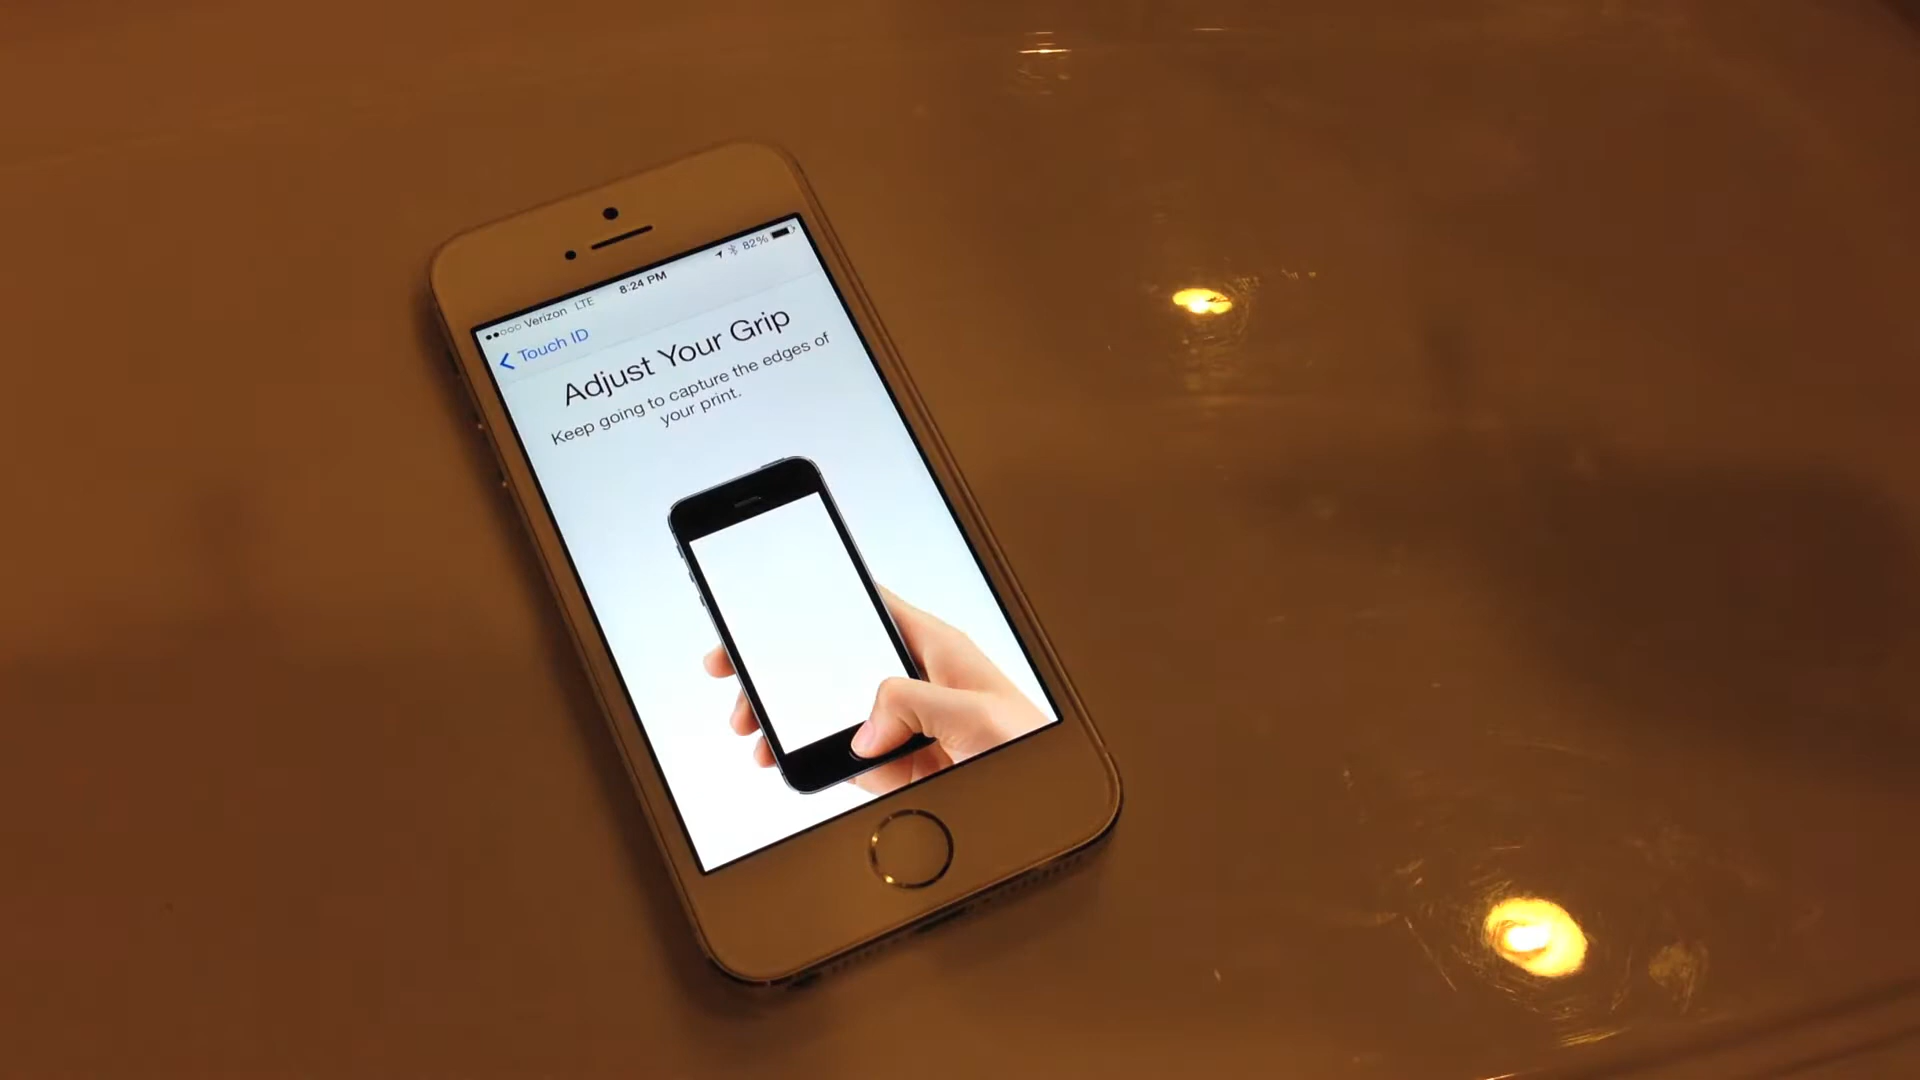 Verizon LTE 8:24 PM 82%
Touch ID
Adjust Your Grip
Keep going to capture the edges of
your print.